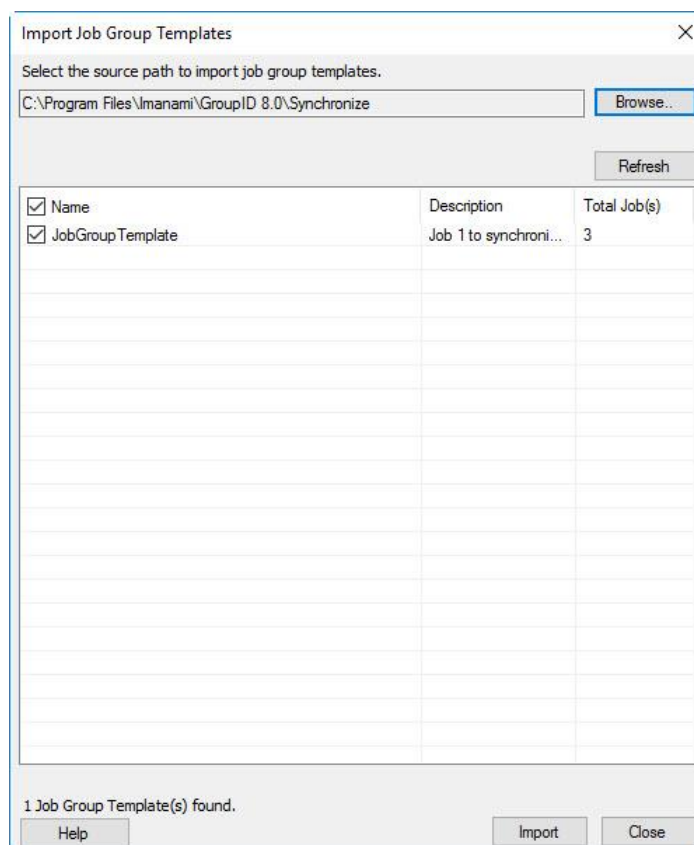 Import Job Group Templates
Select the source path to import job group templates.
C:\Program Files\Imanami\GroupID 8.0\Synchronize Browse..
Refresh
Name Description Total Job(s)
JobGroupTemplate Job 1 to synchroni... 3
1 Job Group Template(s) found.
Help Import Close